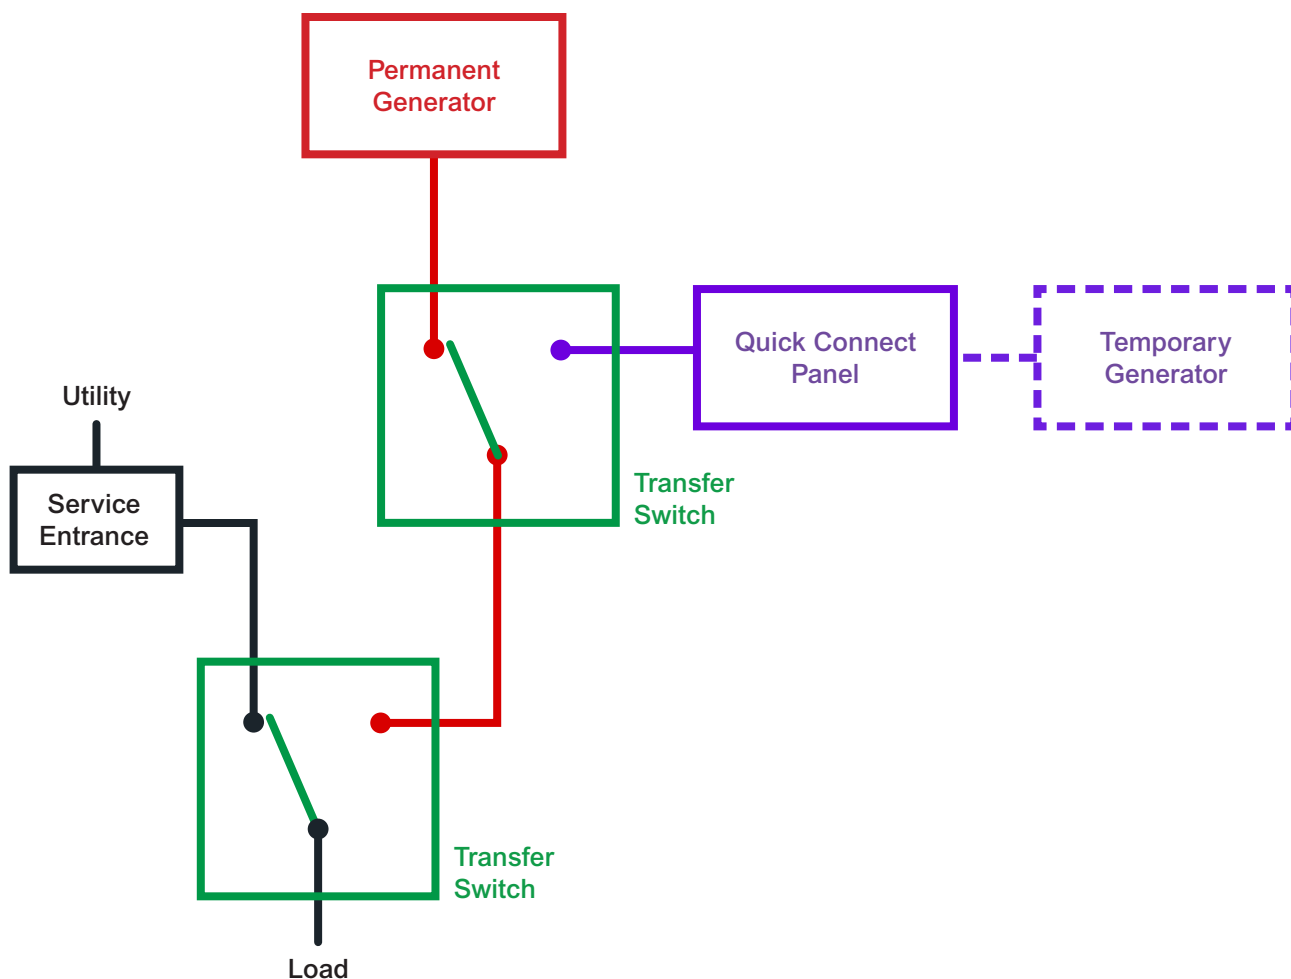 Permanent
Generator
Quick Connect
Panel
Temporary
Generator
Utility
Service
Entrance
Transfer
Switch
Transfer
Switch
Load